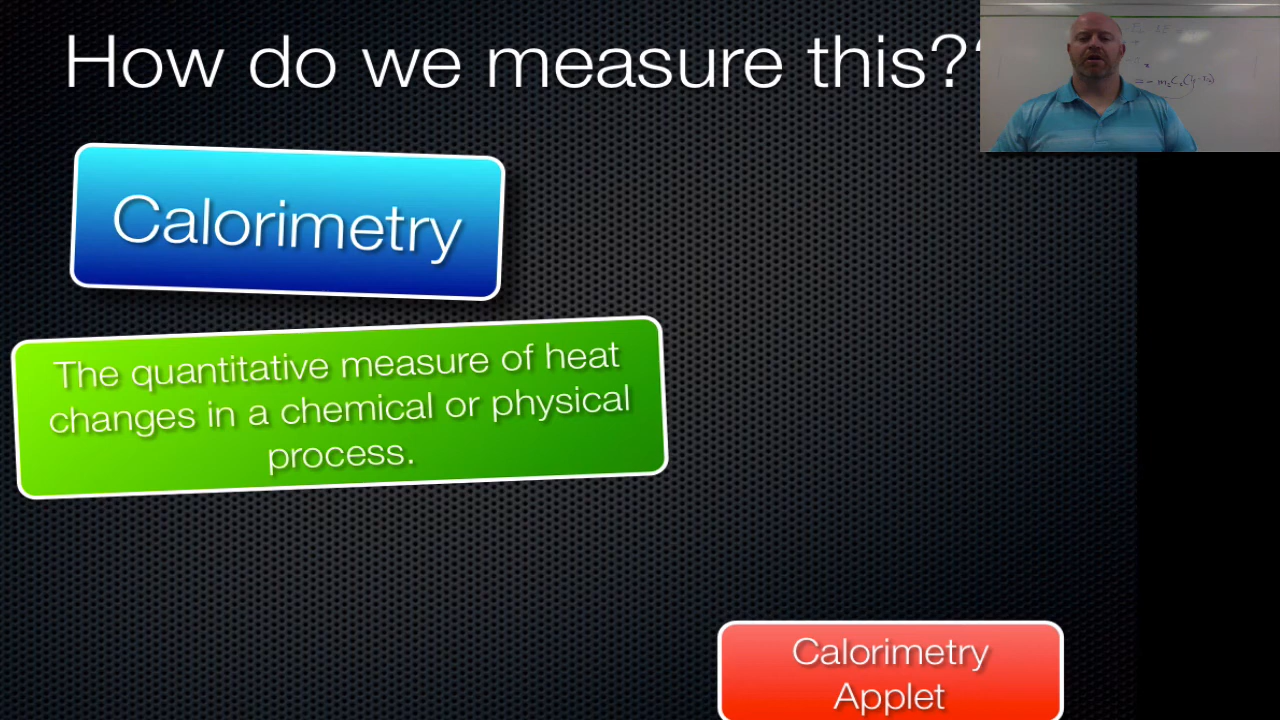 How do we measure this??
Calorimetry
The quantitative measure of heat
changes in a chemical or physical
process.
Calorimetry
Applet